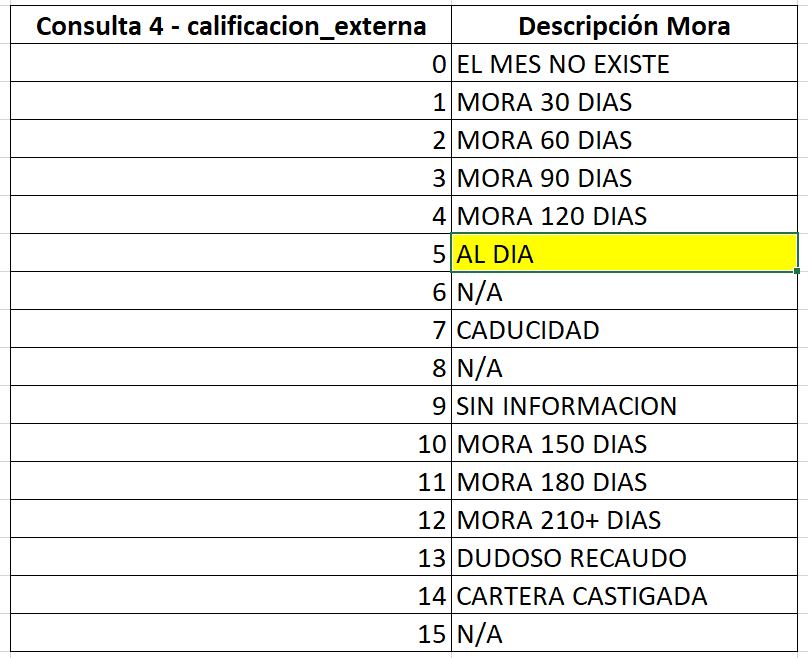 Consulta 4 - calificacion_externa Descripción Mora
0 EL MES NO EXISTE
1 MORA 30 DIAS
2 MORA 60 DIAS
3 MORA 90 DIAS
4 MORA 120 DIAS
5 AL DIA
6 N/A
7 CADUCIDAD
8 N/A
9 SIN INFORMACION
10 MORA 150 DIAS
11 MORA 180 DIAS
12 MORA 210+ DIAS
13 DUDOSO RECAUDO
14 CARTERA CASTIGADA
15 N/A